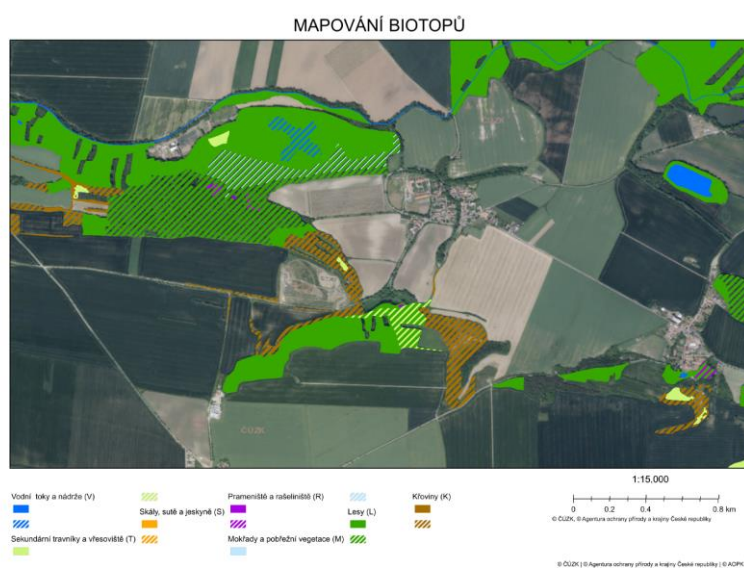 MAPOVÁNÍ BIOTOPŮ
ČÚZK
1:15.000
0 0.2 0.4 0.8 km
© ČÚZK, © Agentura ochrany přírody a krajiny České republiky
Vodní toky a nádrže (V)
Skály, sutě a jeskyně (S)
Prameniště a rašeliniště (R)
Lesy (L)
Křoviny (K)
Sekundární travníky a vřesoviště (T)
Mokřady a pobřežní vegetace (M)
© ČÚZK | © Agentura ochrany přírody a krajiny České republiky | © AOPK